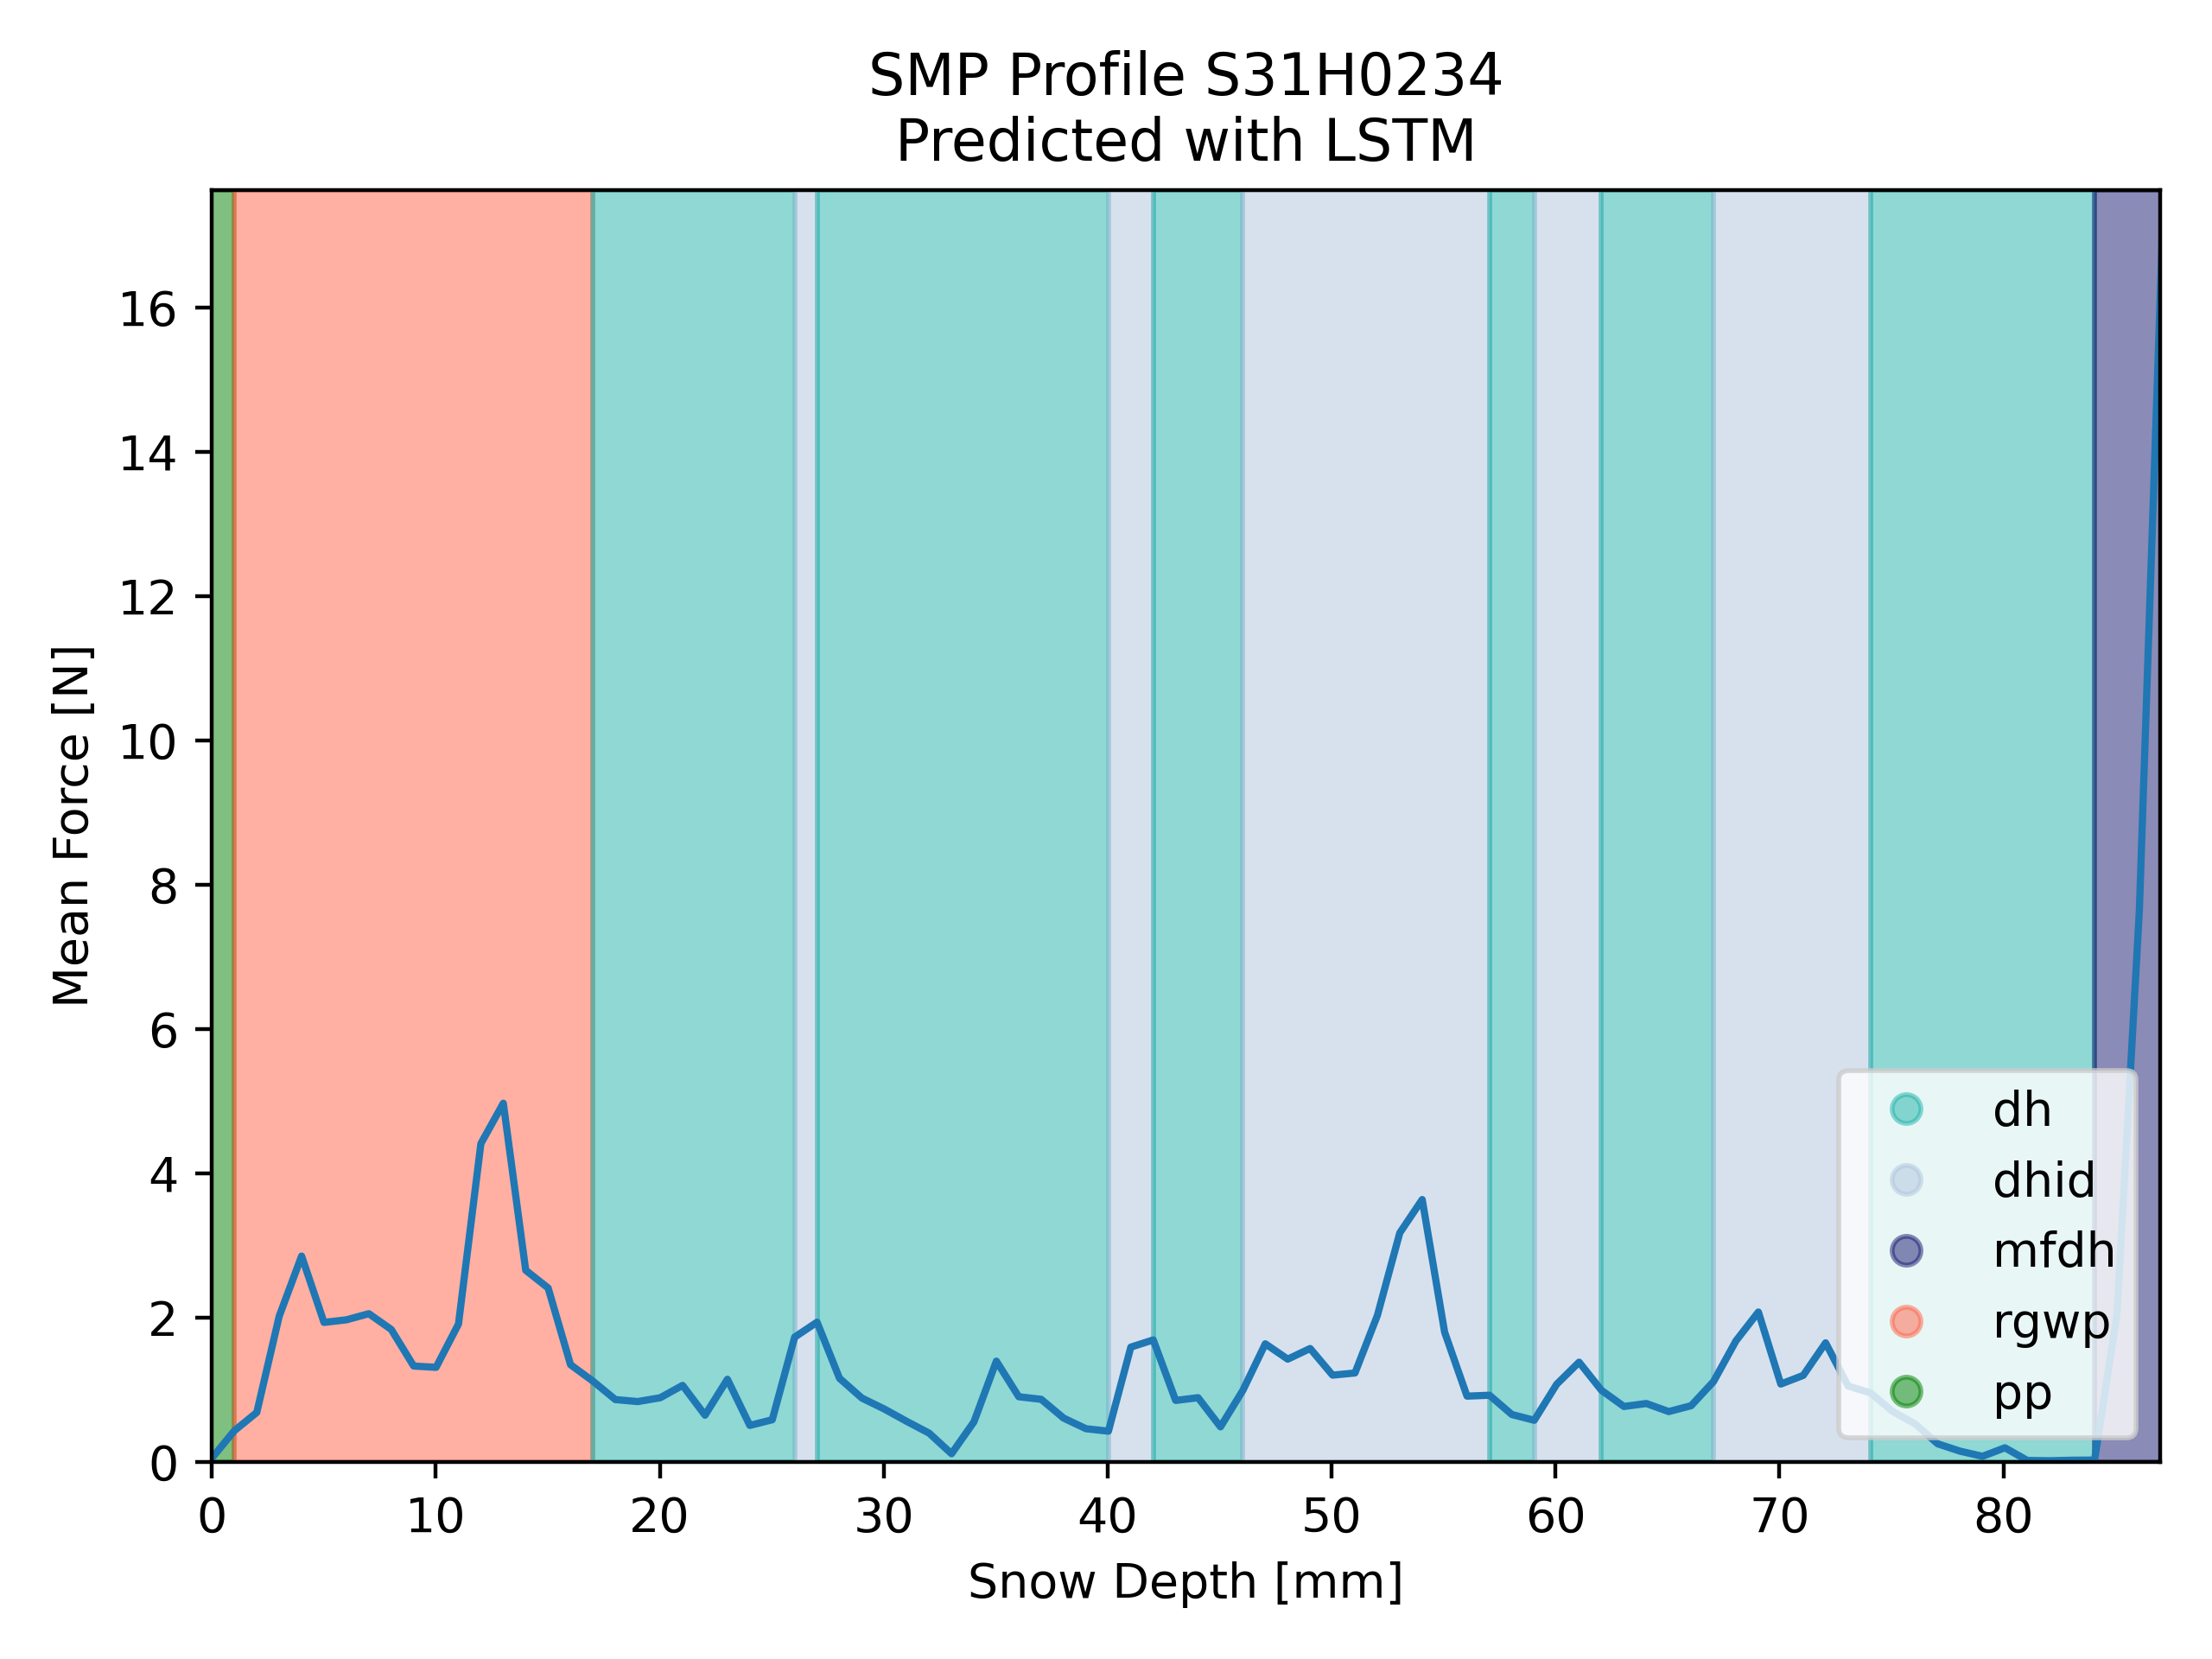 SMP Profile S31H0234
Predicted with LSTM
Mean Force [N]
16
14
12
10
8
6
4
2
0
dh
dhid
mfdh
rgwp
pp
0 10 20 30 40 50 60 70 80
Snow Depth [mm]